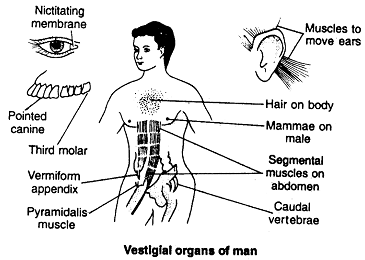 Nictitating
membrane
Pointed
canine
Third molar
Vermiform
appendix
Pyramidalis
muscle
Muscles to
move ears
Hair on body
Mammae on
male
Segmental
muscles on
abdomen
Caudal
vertebrae
Vestigial organs of man